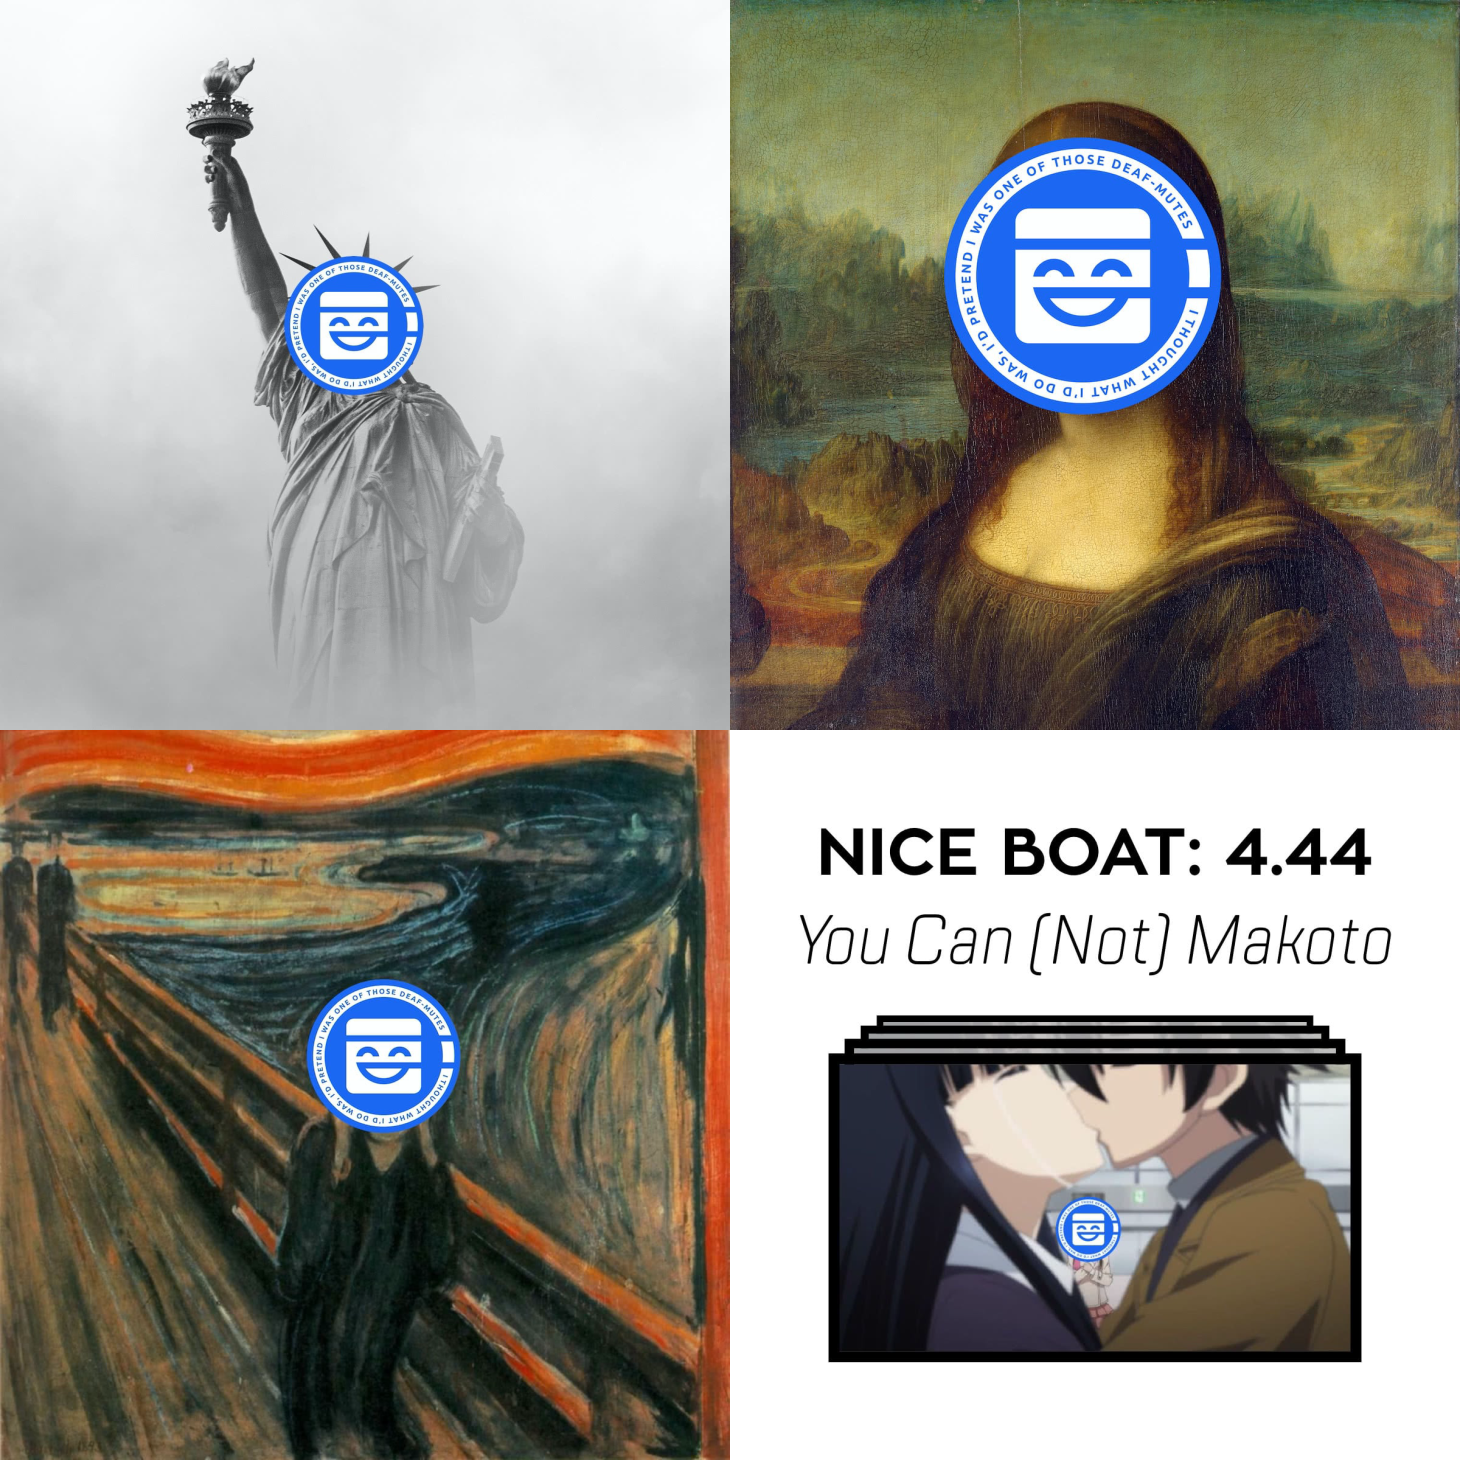 I THOUGHT WHAT I'D DO WAS, I'D PRETEND I WAS ONE OF THOSE DEAF-MUTES
I THOUGHT WHAT I'D DO WAS, I'D PRETEND I WAS ONE OF THOSE DEAF-MUTES
I THOUGHT WHAT I'D DO WAS, I'D PRETEND I WAS ONE OF THOSE DEAF-MUTES
NICE BOAT: 4.44
You Can (Not) Makoto